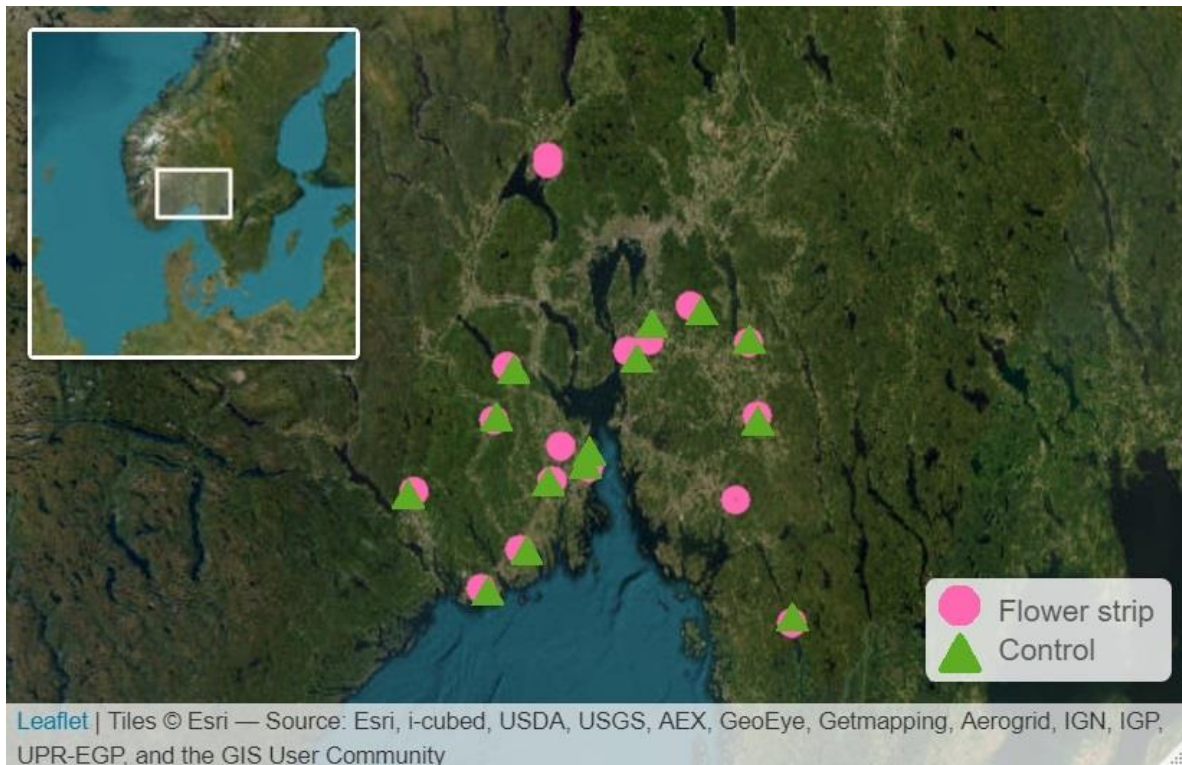 Flower strip
Control
Leaflet | Tiles © Esri — Source: Esri, i-cubed, USDA, USGS, AEX, GeoEye, Getmapping, Aerogrid, IGN, IGP,
UPR-EGP, and the GIS User Community